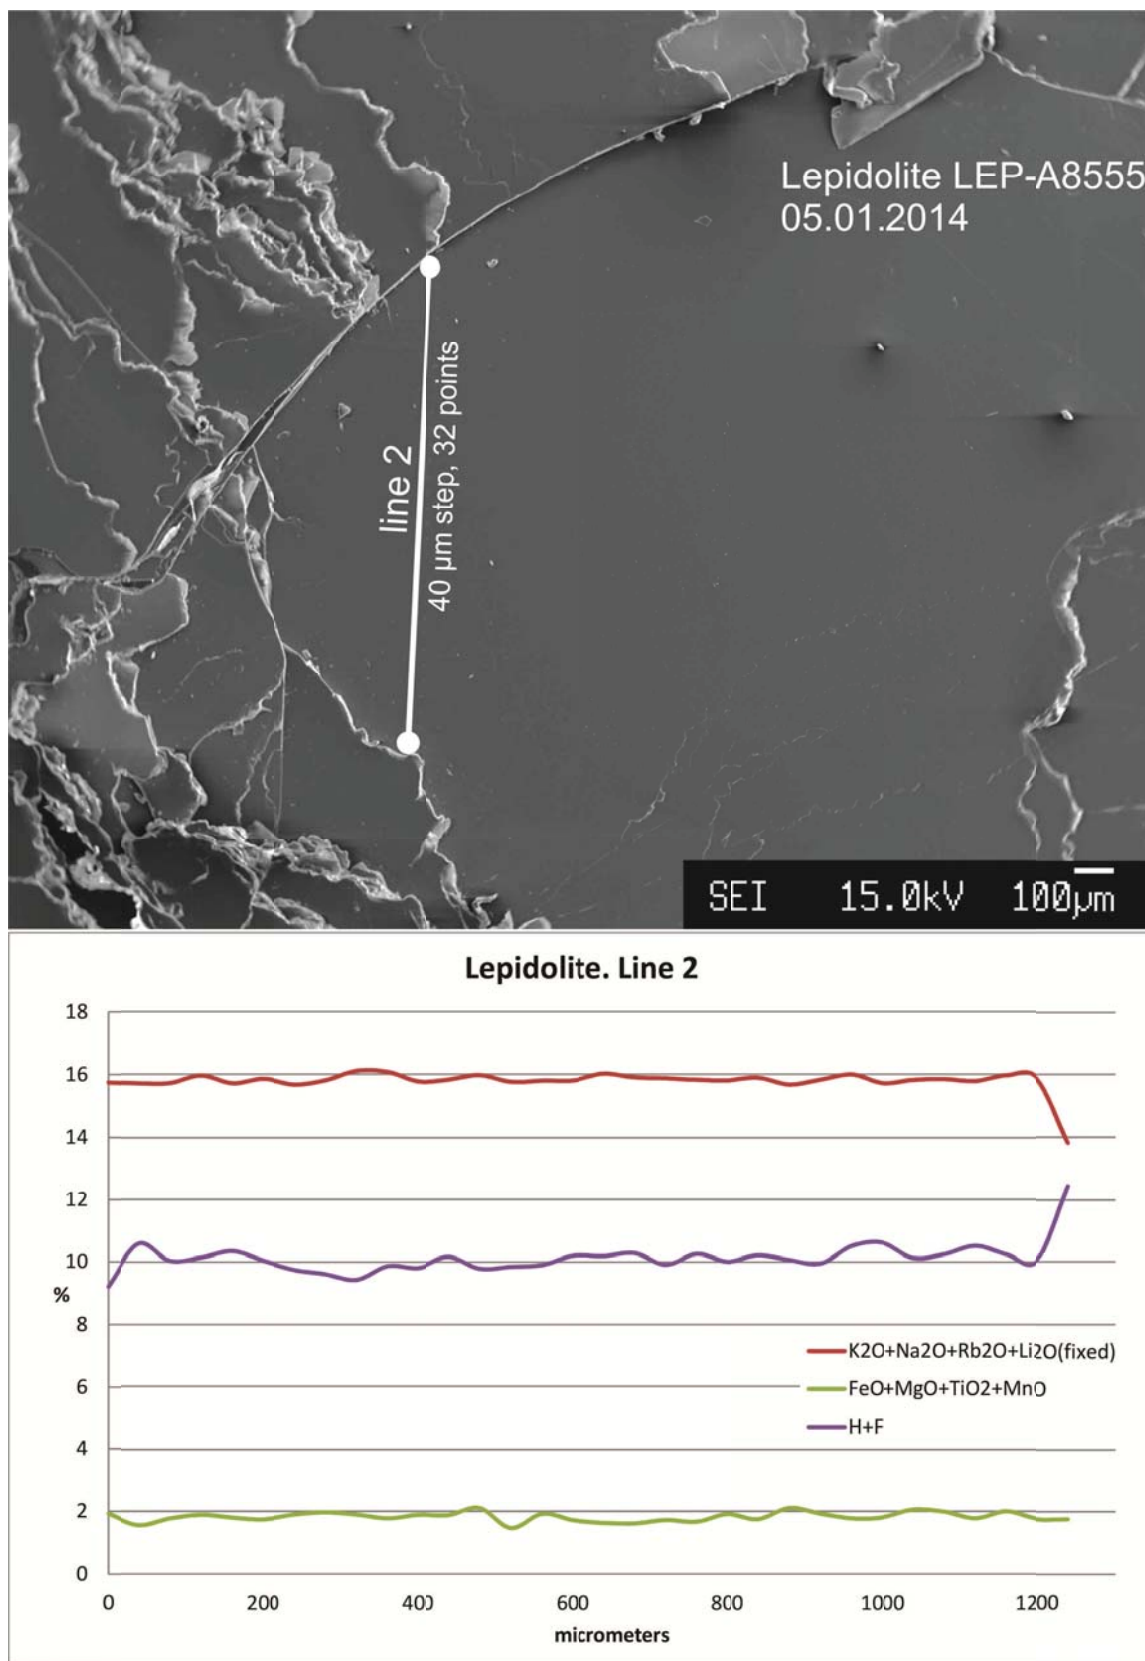 Lepidolite LEP-A8555
05.01.2014
line 2
40 µm step, 32 points
SEI 15.0kV 100µm
Lepidolite. Line 2
18
16
14
12
10
%
8
6
4
2
0
K2O+Na2O+Rb2O+Li2O(fixed)
FeO+MgO+TiO2+MnO
H+F
0 200 400 600 800 1000 1200
micrometers